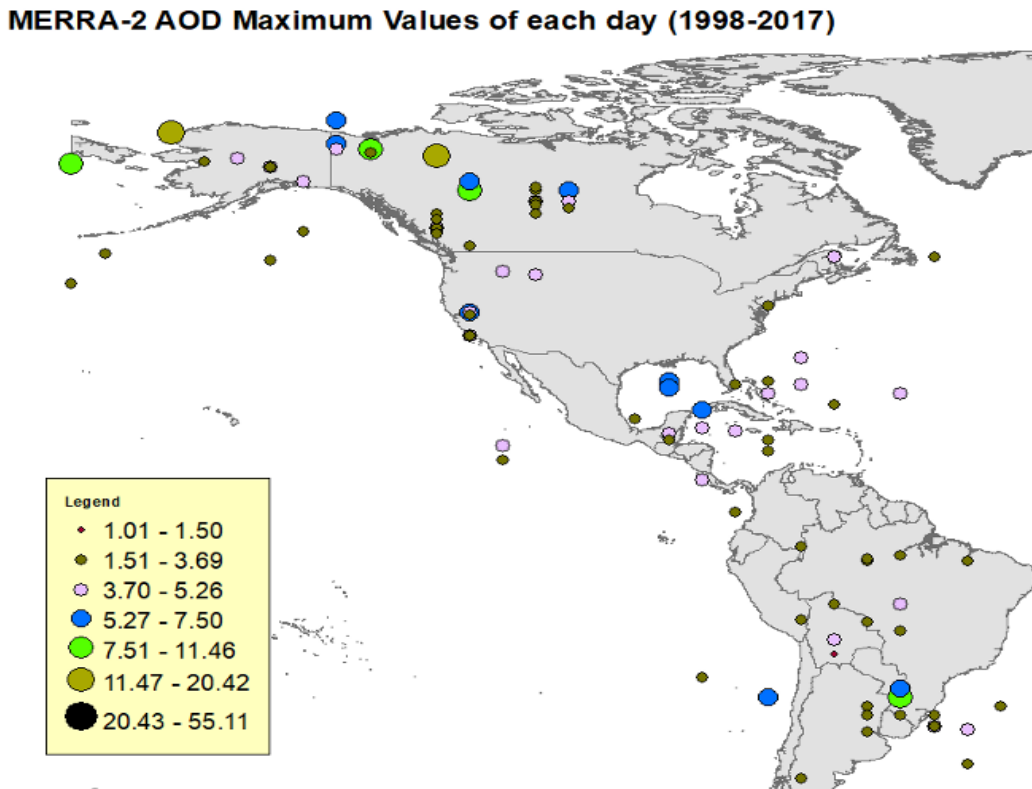 MERRA-2 AOD Maximum Values of each day (1998-2017)
Legend
1.01 - 1.50
1.51 - 3.69
3.70 - 5.26
5.27 - 7.50
7.51 - 11.46
11.47 - 20.42
20.43 - 55.11